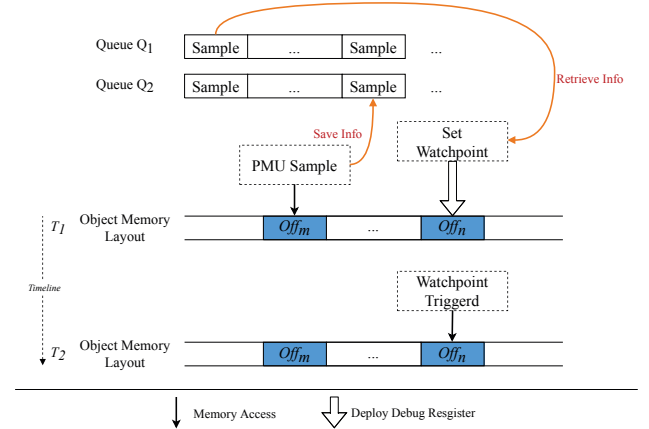 Queue Q1 Sample ... Sample ...
Queue Q2 Sample ... Sample ...
Retrieve Info
Save Info
Set
Watchpoint
PMU Sample
T1 Object Memory
Layout
Offm ... Offn
Timeline
Watchpoint
Triggerd
T2 Object Memory
Layout
Offm ... Offn
Memory Access
Deploy Debug Resgister